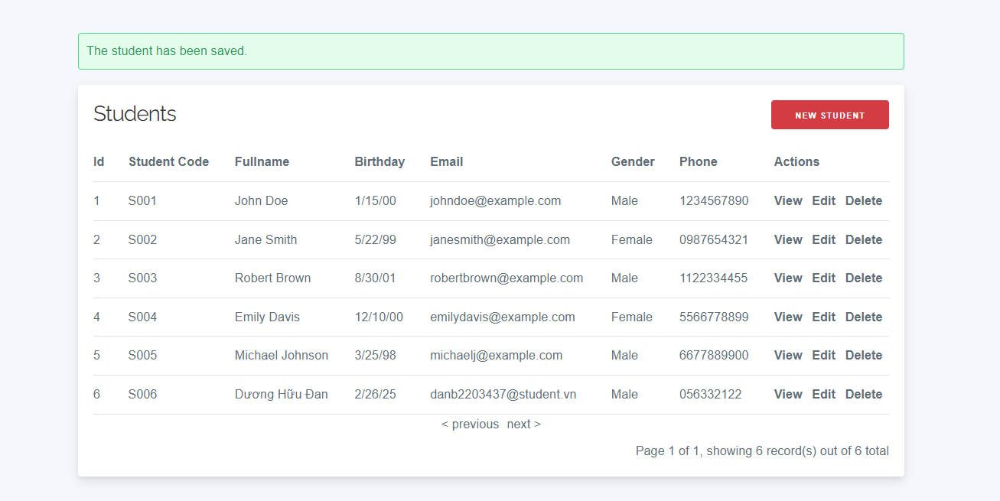 The student has been saved.
Students
NEW STUDENT
Id Student Code Fullname Birthday Email Gender Phone Actions
1 S001 John Doe 1/15/00 johndoe@example.com Male 1234567890 View Edit Delete
2 S002 Jane Smith 5/22/99 janesmith@example.com Female 0987654321 View Edit Delete
3 S003 Robert Brown 8/30/01 robertbrown@example.com Male 1122334455 View Edit Delete
4 S004 Emily Davis 12/10/00 emilydavis@example.com Female 5566778899 View Edit Delete
5 S005 Michael Johnson 3/25/98 michaelj@example.com Male 6677889900 View Edit Delete
6 S006 Dương Hữu Đan 2/26/25 danb2203437@student.vn Male 056332122 View Edit Delete
< previous next >
Page 1 of 1, showing 6 record(s) out of 6 total